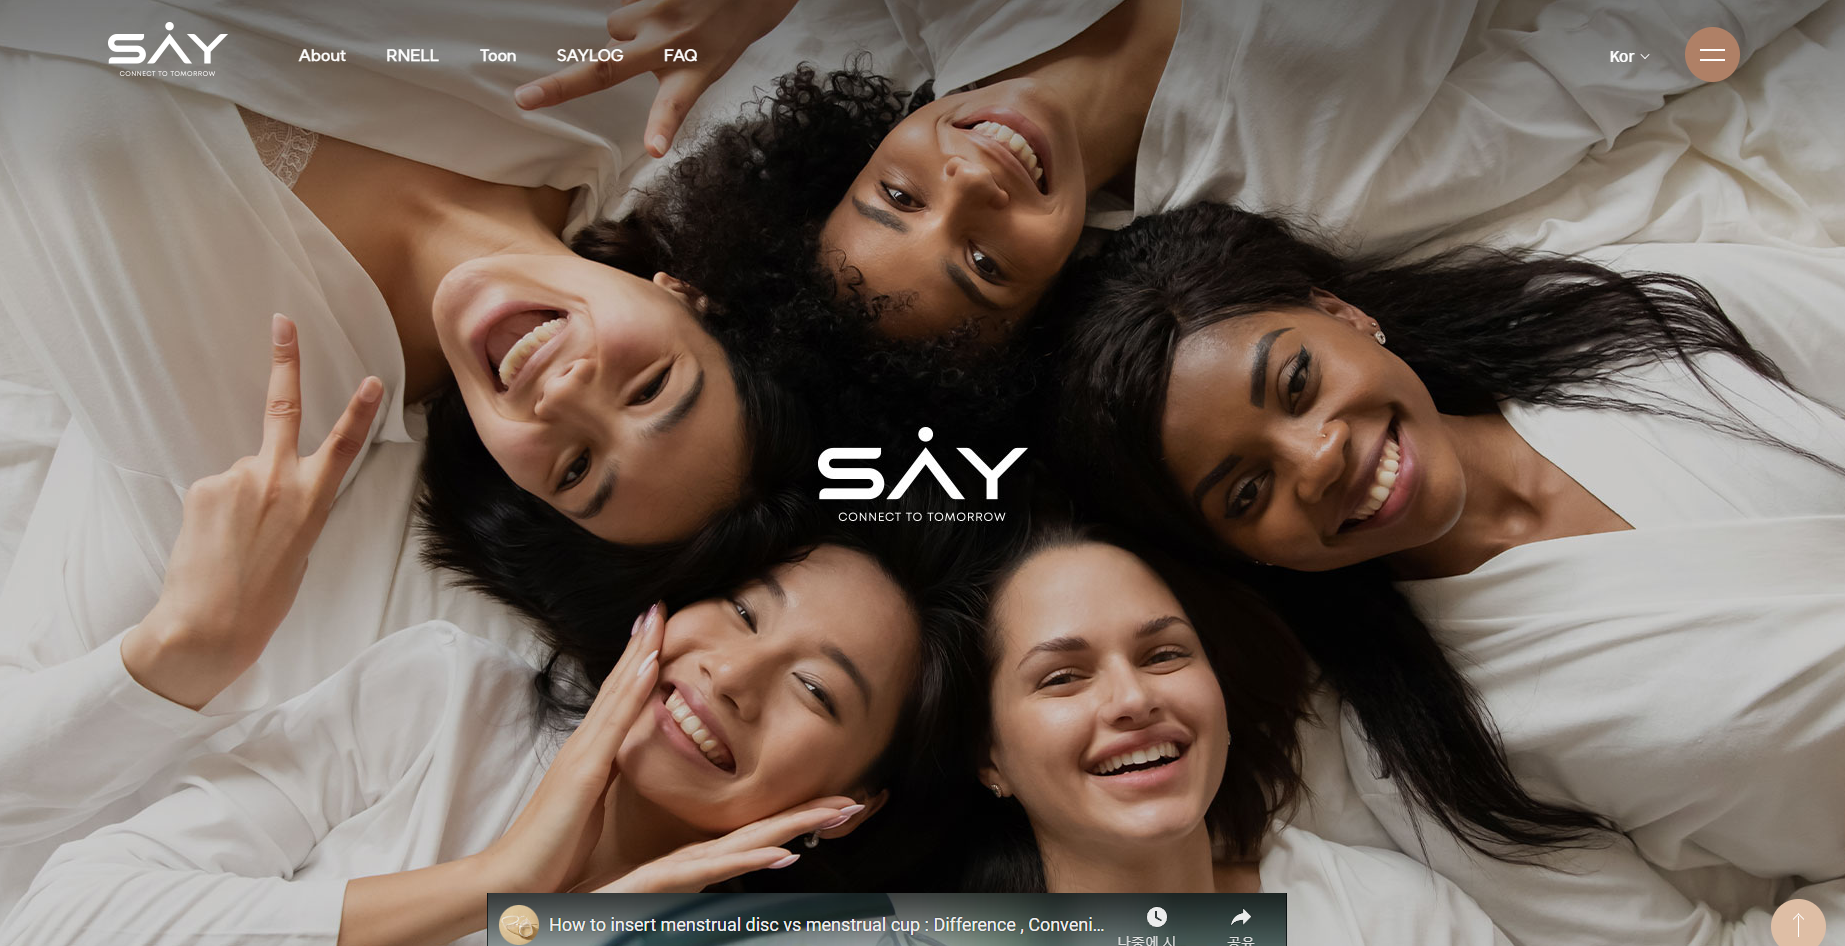 SAY
CONNECT TO TOMORROW
About RNELL Toon SAYLOG FAQ
Kor
SAY
CONNECT TO TOMORROW
How to insert menstrual disc vs menstrual cup : Difference , Conveni...
나중에 시
공유